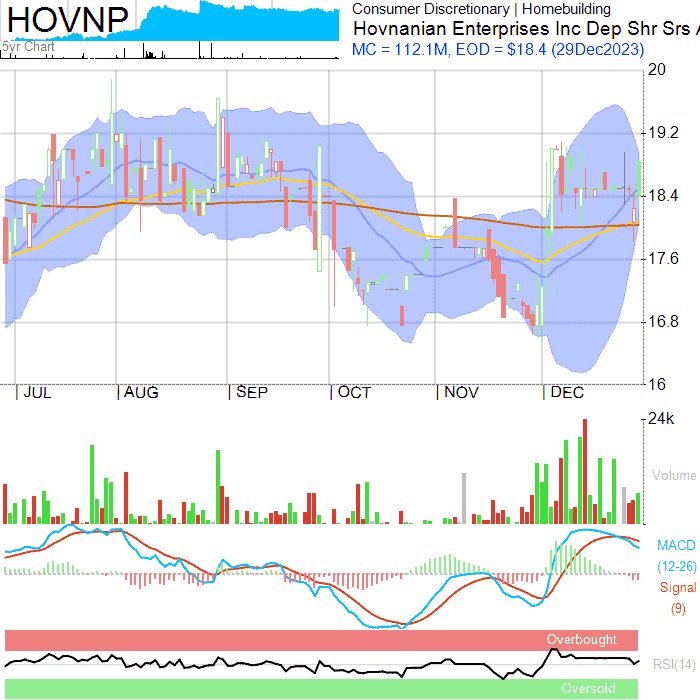 HOVNP
5yr Chart
Consumer Discretionary | Homebuilding
Hovnanian Enterprises Inc Dep Shr Srs A
MC = 112.1M, EOD = $18.4 (29Dec2023)
20
19.2
18.4
17.6
16.8
16
| JUL | AUG | SEP | OCT | NOV | DEC
24k
Volume
MACD
(12-26)
Signal
(9)
Overbought
RSI(14)
Oversold